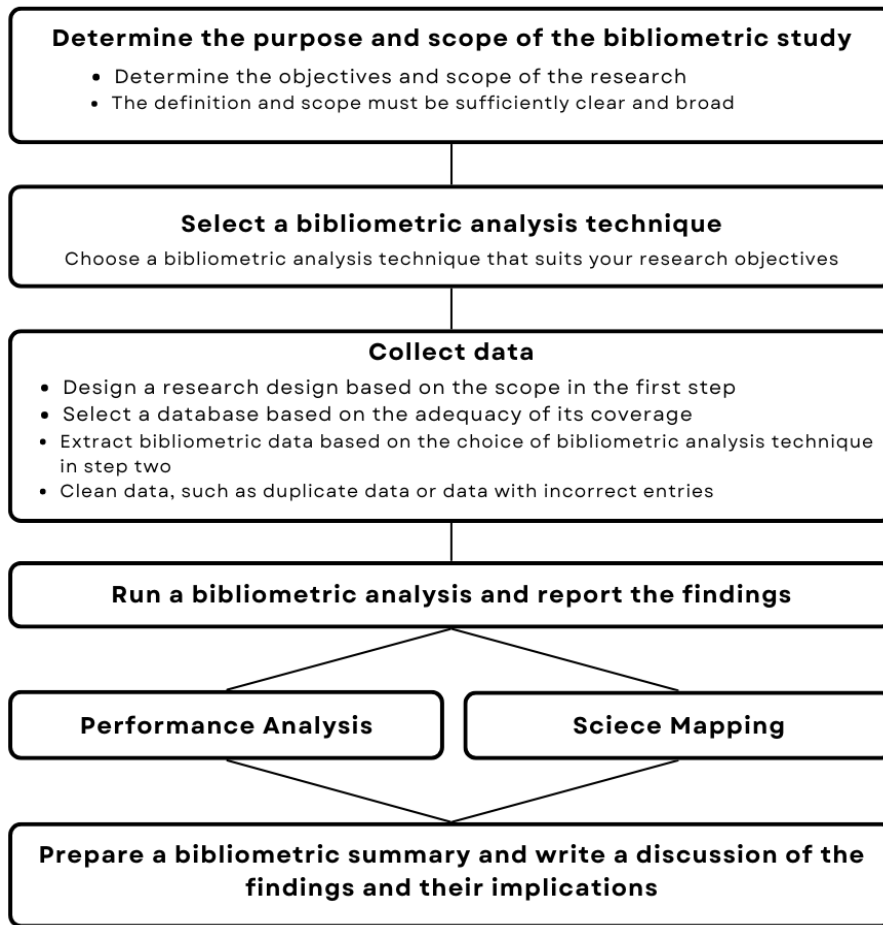 Determine the purpose and scope of the bibliometric study
• Determine the objectives and scope of the research
• The definition and scope must be sufficiently clear and broad
Select a bibliometric analysis technique
Choose a bibliometric analysis technique that suits your research objectives
Collect data
• Design a research design based on the scope in the first step
• Select a database based on the adequacy of its coverage
• Extract bibliometric data based on the choice of bibliometric analysis technique
in step two
• Clean data, such as duplicate data or data with incorrect entries
Run a bibliometric analysis and report the findings
Performance Analysis
Sciece Mapping
Prepare a bibliometric summary and write a discussion of the
findings and their implications